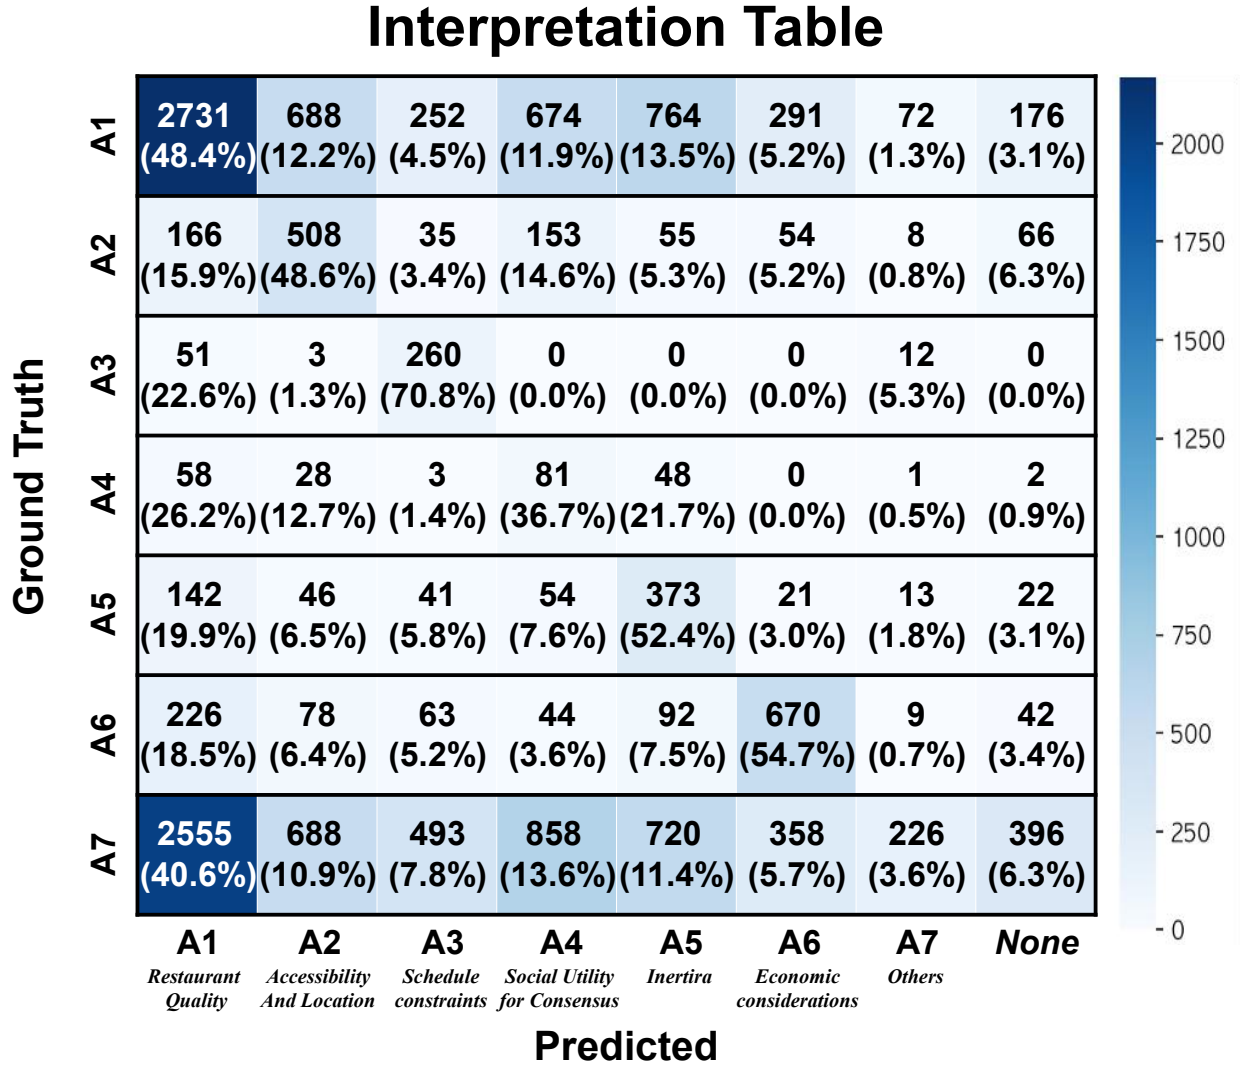 Interpretation Table
A1
2731 688 252 674 764 291 72 176
(48.4%) (12.2%) (4.5%) (11.9%) (13.5%) (5.2%) (1.3%) (3.1%)
A2
166 508 35 153 55 54 8 66
(15.9%) (48.6%) (3.4%) (14.6%) (5.3%) (5.2%) (0.8%) (6.3%)
A3
51 3 260 0 0 0 12 0
(22.6%) (1.3%) (70.8%) (0.0%) (0.0%) (0.0%) (5.3%) (0.0%)
A4
58 28 3 81 48 0 1 2
(26.2%) (12.7%) (1.4%) (36.7%) (21.7%) (0.0%) (0.5%) (0.9%)
A5
142 46 41 54 373 21 13 22
(19.9%) (6.5%) (5.8%) (7.6%) (52.4%) (3.0%) (1.8%) (3.1%)
A6
226 78 63 44 92 670 9 42
(18.5%) (6.4%) (5.2%) (3.6%) (7.5%) (54.7%) (0.7%) (3.4%)
A7
2555 688 493 858 720 358 226 396
(40.6%) (10.9%) (7.8%) (13.6%) (11.4%) (5.7%) (3.6%) (6.3%)
Ground Truth
A1 A2 A3 A4 A5 A6 A7 None
Restaurant Accessibility Schedule Social Utility Inertira Economic Others
Quality And Location constraints for Consensus considerations
Predicted
2000
1750
1500
1250
1000
750
500
250
0